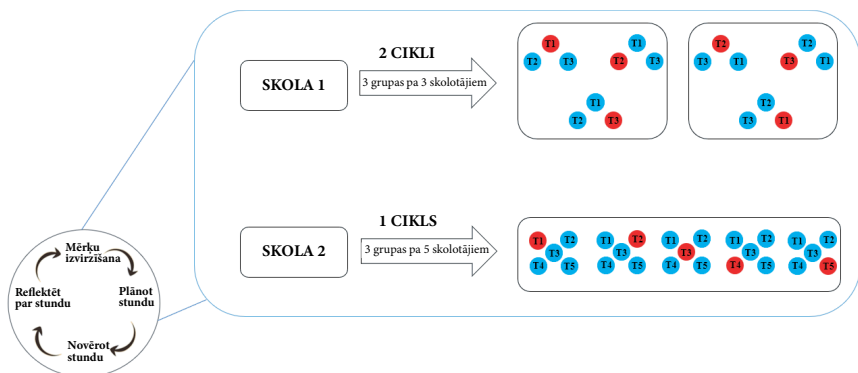 2 CIKLI
SKOLA 1
3 grupas pa 3 skolotājiem
T1
T2 T3
T1
T2 T3
T1
T2 T3
T2
T3 T1
T2
T3 T1
T2
T3 T1
1 CIKLS
SKOLA 2
3 grupas pa 5 skolotājiem
T1 T2
T3
T4 T5
T1 T2
T3
T4 T5
T1 T2
T3
T4 T5
T1 T2
T3
T4 T5
T1 T2
T3
T4 T5
Mērķu
izvirzīšana
Plānot
stundu
Novērot
stundu
Reflektēt
par stundu